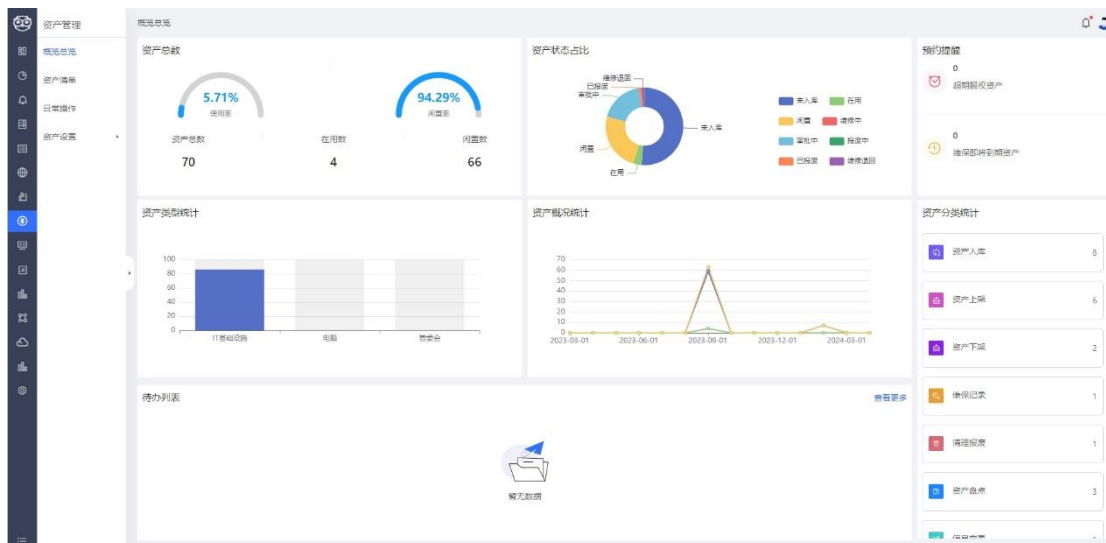 资产管理
概览总览
资产清单
日常操作
资产设置
概览总览
资产总数
5.71%
使用率
94.29%
闲置率
资产总数
在用数
闲置数
70
4
66
资产状态占比
维修退回
已报废
审批中
闲置
在用
未入库
未入库
在用
闲置
维修中
审批中
报废中
已报废
维修退回
预约提醒
0
超期服役资产
0
维保即将到期资产
资产类型统计
100
80
60
40
20
0
IT基础设施
电脑
管委会
资产概况统计
70
60
50
40
30
20
10
0
2023-03-01
2023-06-01
2023-09-01
2023-12-01
2024-03-01
资产分类统计
资产入库
8
资产上架
6
资产下架
2
维保记录
1
清理报废
1
资产盘点
3
待办列表
查看更多
暂无数据